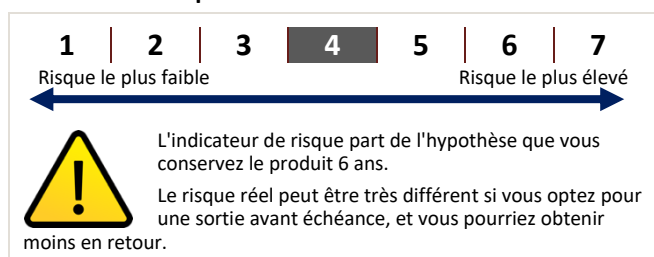 1 2 3 4 5 6 7
Risque le plus faible Risque le plus élevé
L'indicateur de risque part de l'hypothèse que vous
conservez le produit 6 ans.
Le risque réel peut être très différent si vous optez pour
une sortie avant échéance, et vous pourriez obtenir
moins en retour.